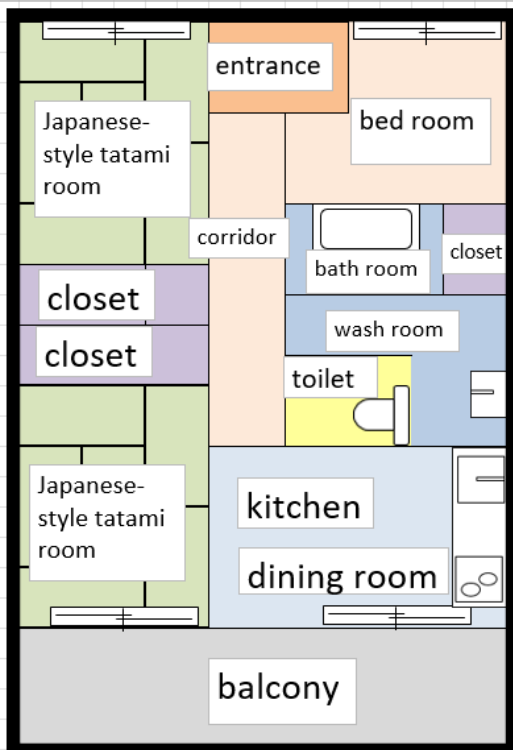 entrance
Japanese-
style tatami
room
bed room
corridor
closet
bath room
closet
wash room
closet
toilet
Japanese-
style tatami
room
kitchen
dining room
balcony